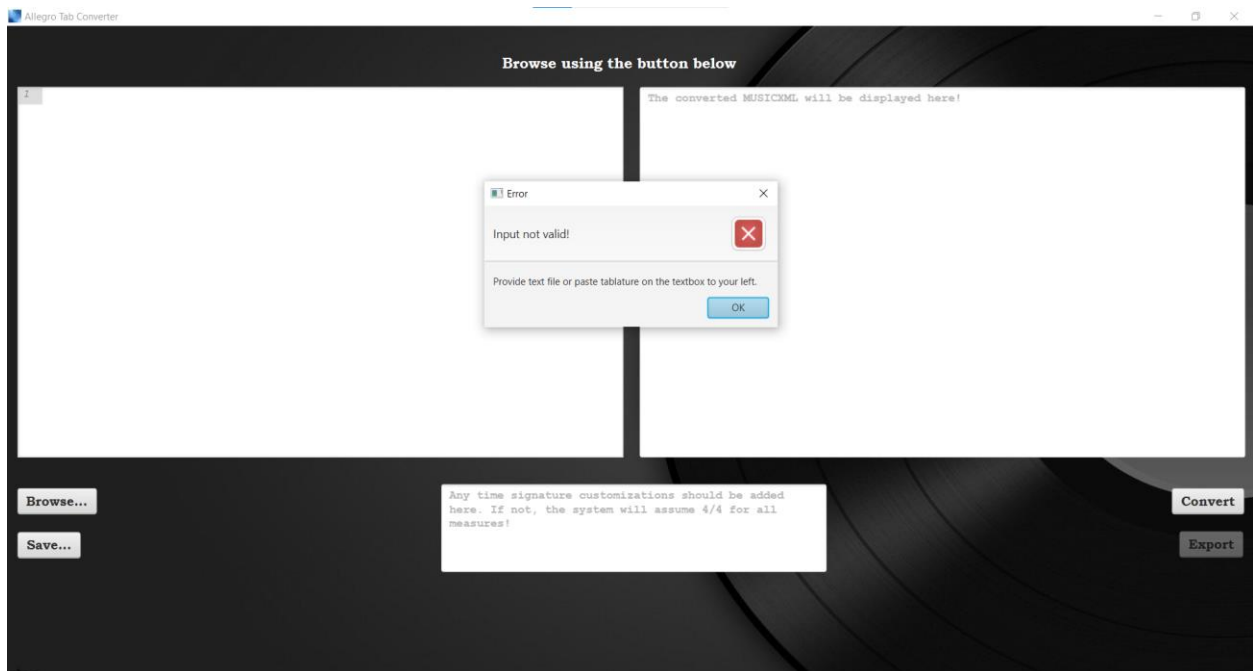 Allegro Tab Converter
Browse using the button below
1
The converted MUSICXML will be displayed here!
Error
Input not valid!
Provide text file or paste tablature on the textbox to your left.
OK
Browse...
Save...
Any time signature customizations should be added
here. If not, the system will assume 4/4 for all
measures!
Convert
Export